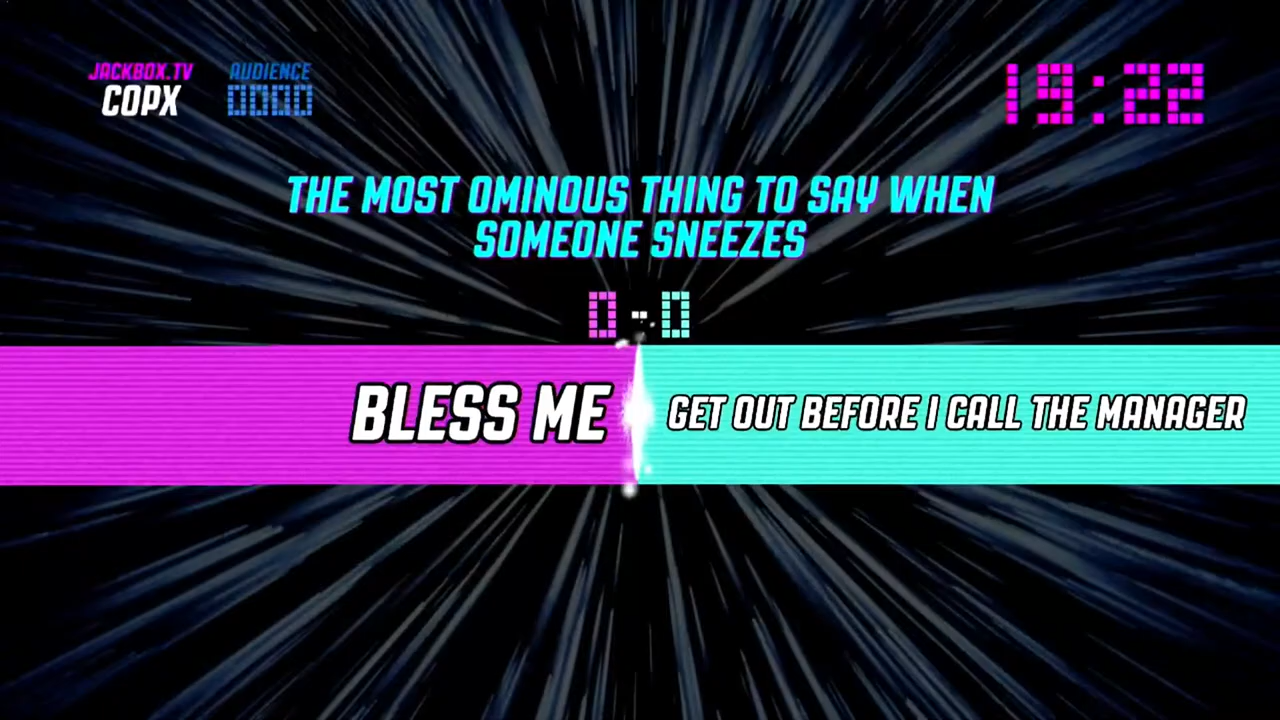 JACKBOX.TV
COPX
AUDIENCE
0000
19:22
THE MOST OMINOUS THING TO SAY WHEN
SOMEONE SNEEZES
0-0
BLESS ME
GET OUT BEFORE I CALL THE MANAGER